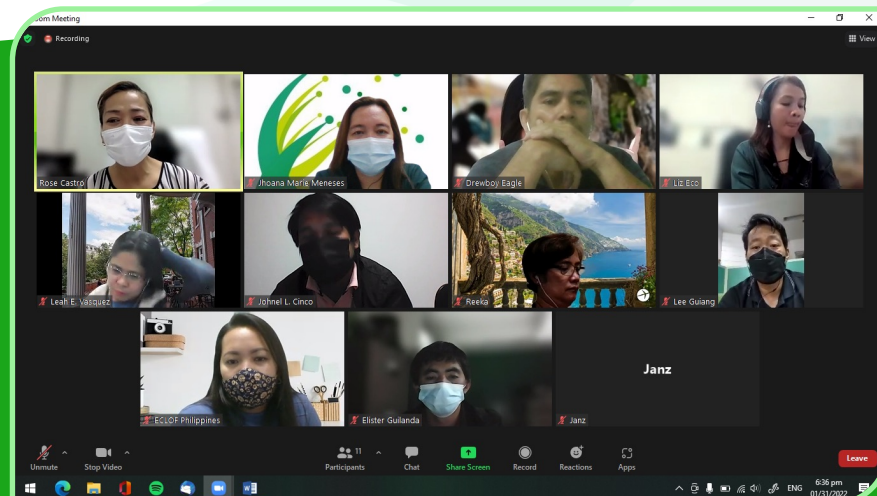 oom Meeting
Recording
View
Rose Castro
Jhoana Marie Meneses
Drewboy Eagle
Liz Eco
Leah E. Vasquez
Johnel L. Cinco
Reeka
Lee Guiang
ECLOF Philippines
Elister Guilanda
Janz
Janz
Unmute
Stop Video
11
Participants
Chat
Share Screen
Record
Reactions
Apps
Leave
ENG
6:36 pm
01/31/2022